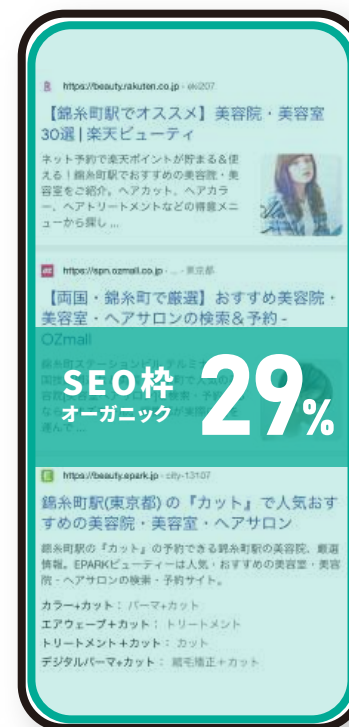 https://beauty.rakuten.co.jp › eki207
【錦糸町駅でオススメ】美容院・美容室
30選 | 楽天ビューティ
ネット予約で楽天ポイントが貯まる&使
える！錦糸町駅でおすすめの美容院・美
容室をご紹介。ヘアカット、ヘアカラ
ー、ヘアトリートメントなどの得意メニ
ューから探し ...
https://spn.ozmall.co.jp › ... › 東京都
【両国・錦糸町で厳選】おすすめ美容院・
美容室・ヘアサロンの検索＆予約 -
OZmall
SEO枠
オーガニック
29%
https://beauty.epark.jp › city-13107
錦糸町駅(東京都) の『カット』で人気おす
すめの美容院・美容室・ヘアサロン
錦糸町駅の『カット』の予約できる錦糸町駅の美容院、厳選
情報。EPARKビューティーは人気・おすすめの美容室・美容
院・ヘアサロンの検索・予約サイト。
カラー+カット： パーマ+カット
エアウェーブ+カット： トリートメント
トリートメント+カット： カット
デジタルパーマ+カット： 縮毛矯正+カット